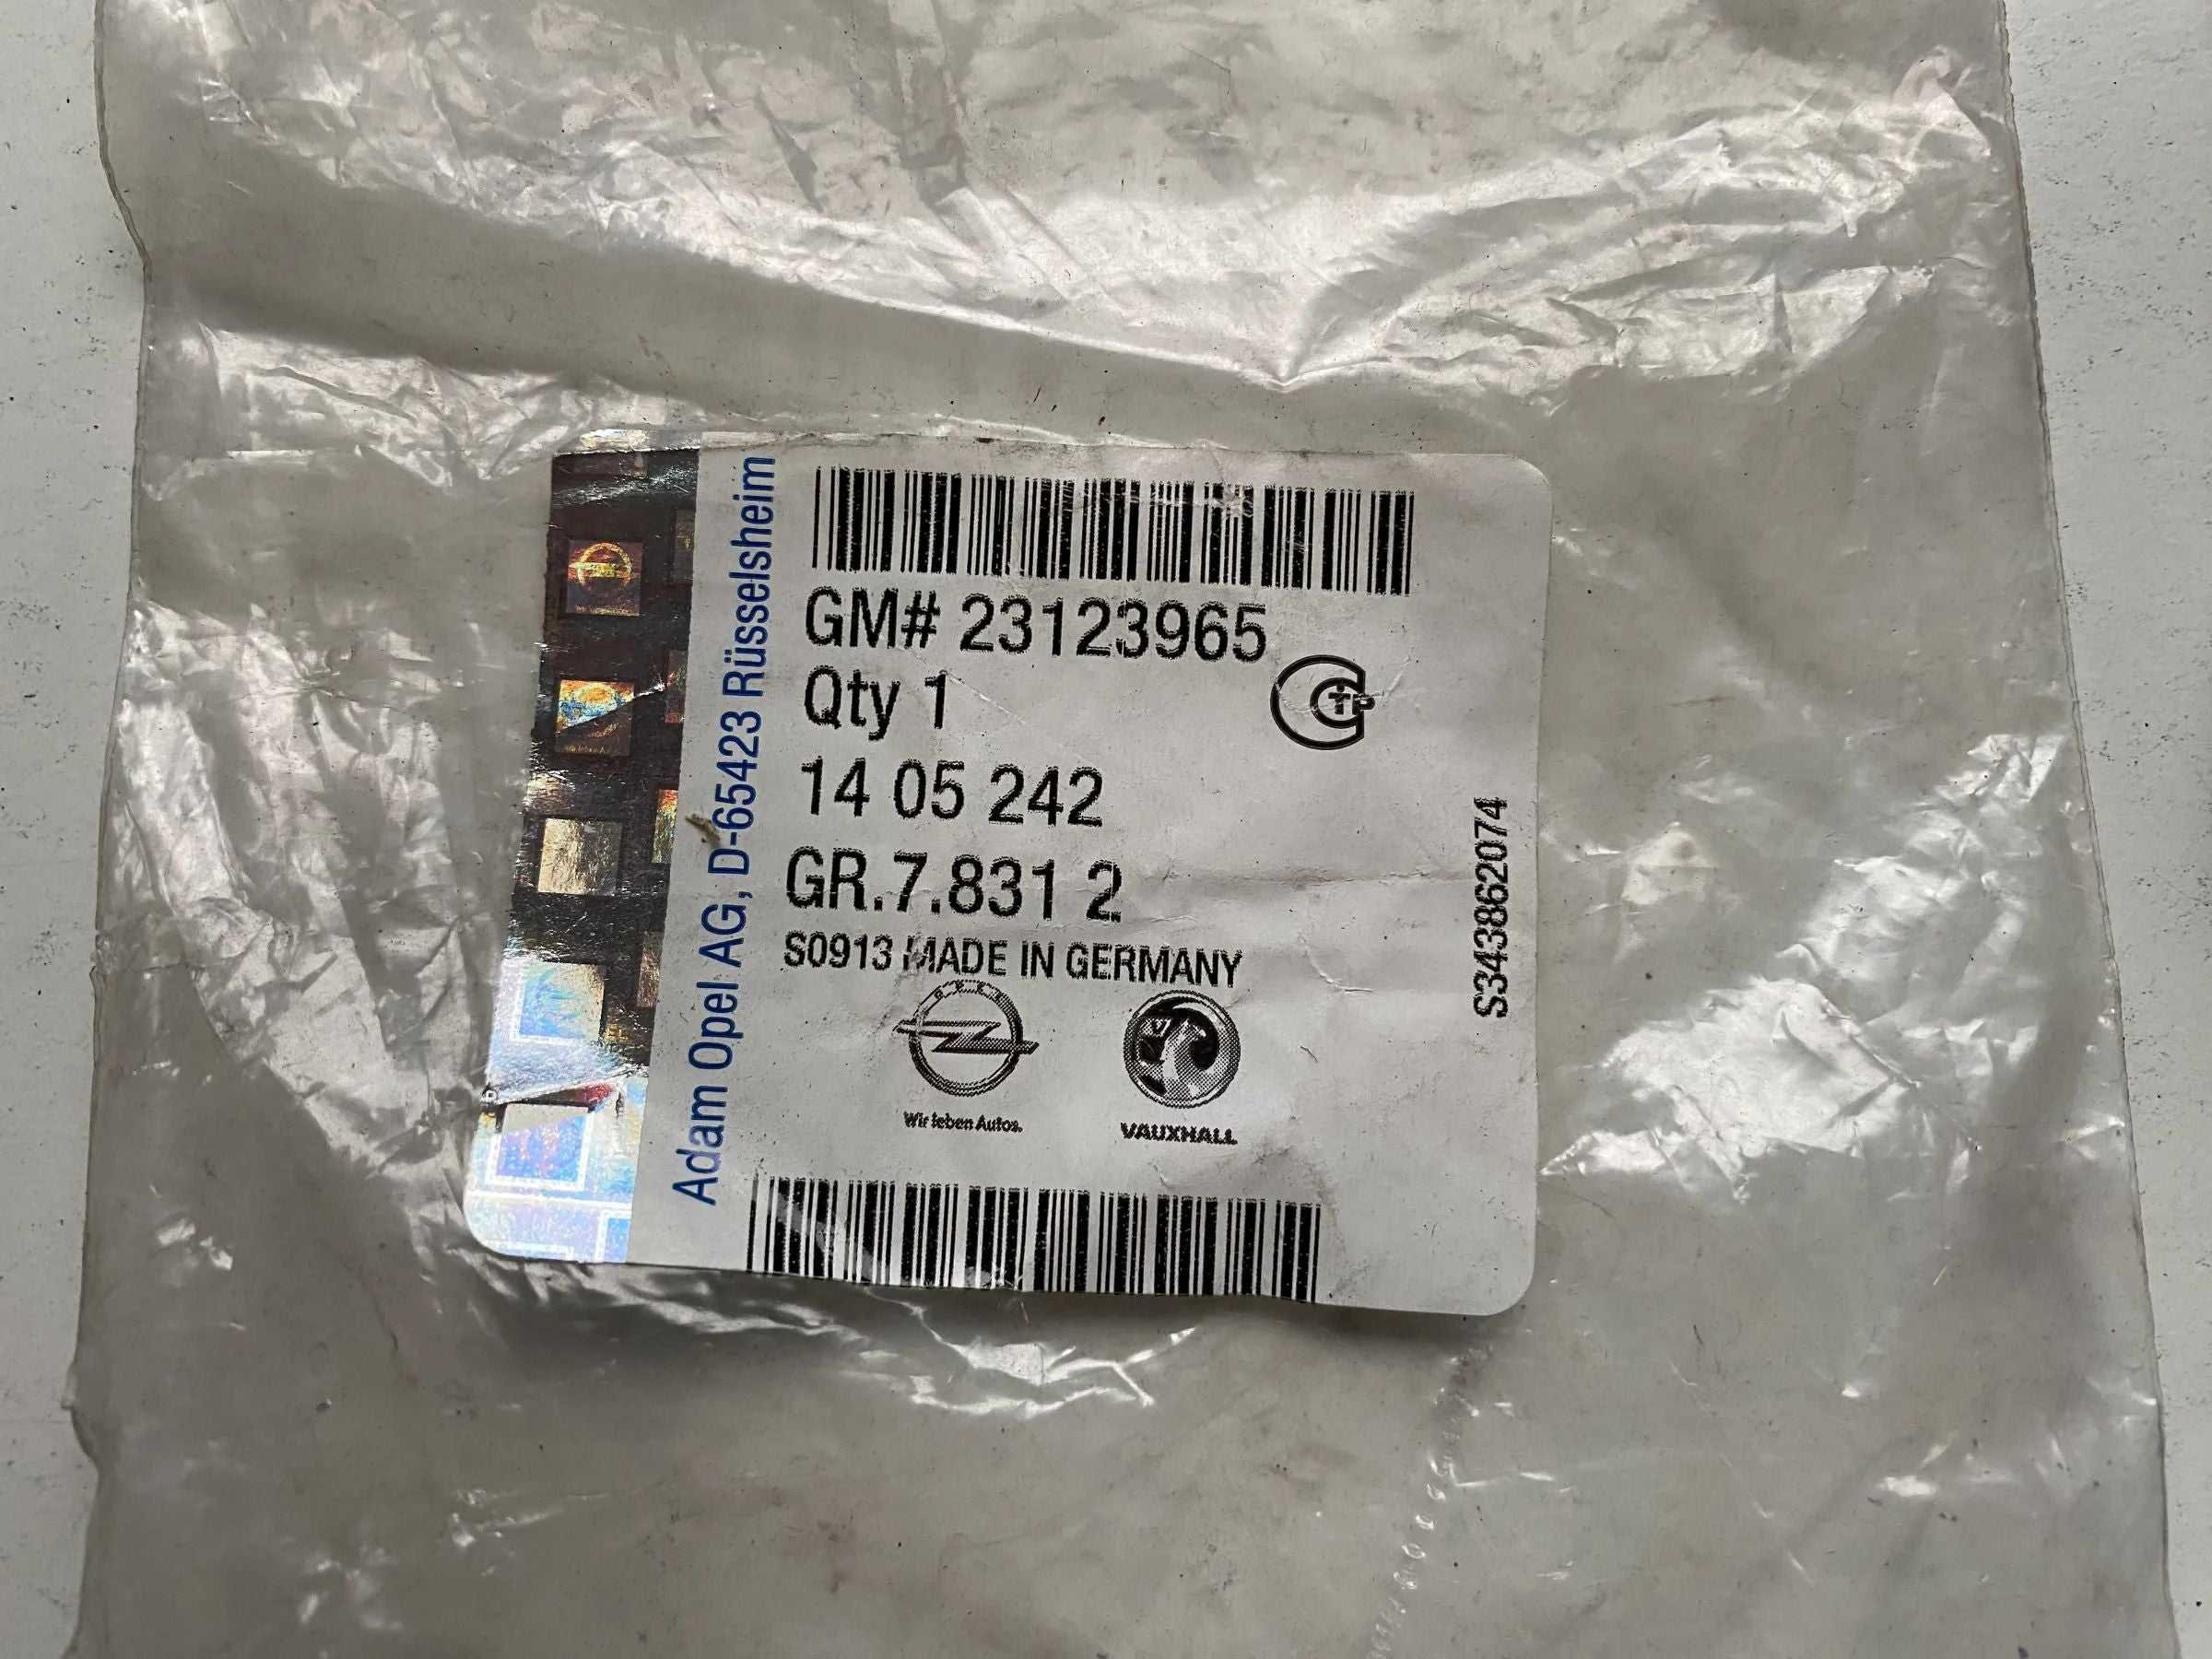 Adam Opel AG, D-65423 Rüsselsheim
GM# 23123965
Qty 1
14 05 242
GR.7.831 2
S0913 MADE IN GERMANY
OPEL
Wir leben Autos.
VAUXHALL
S343862074